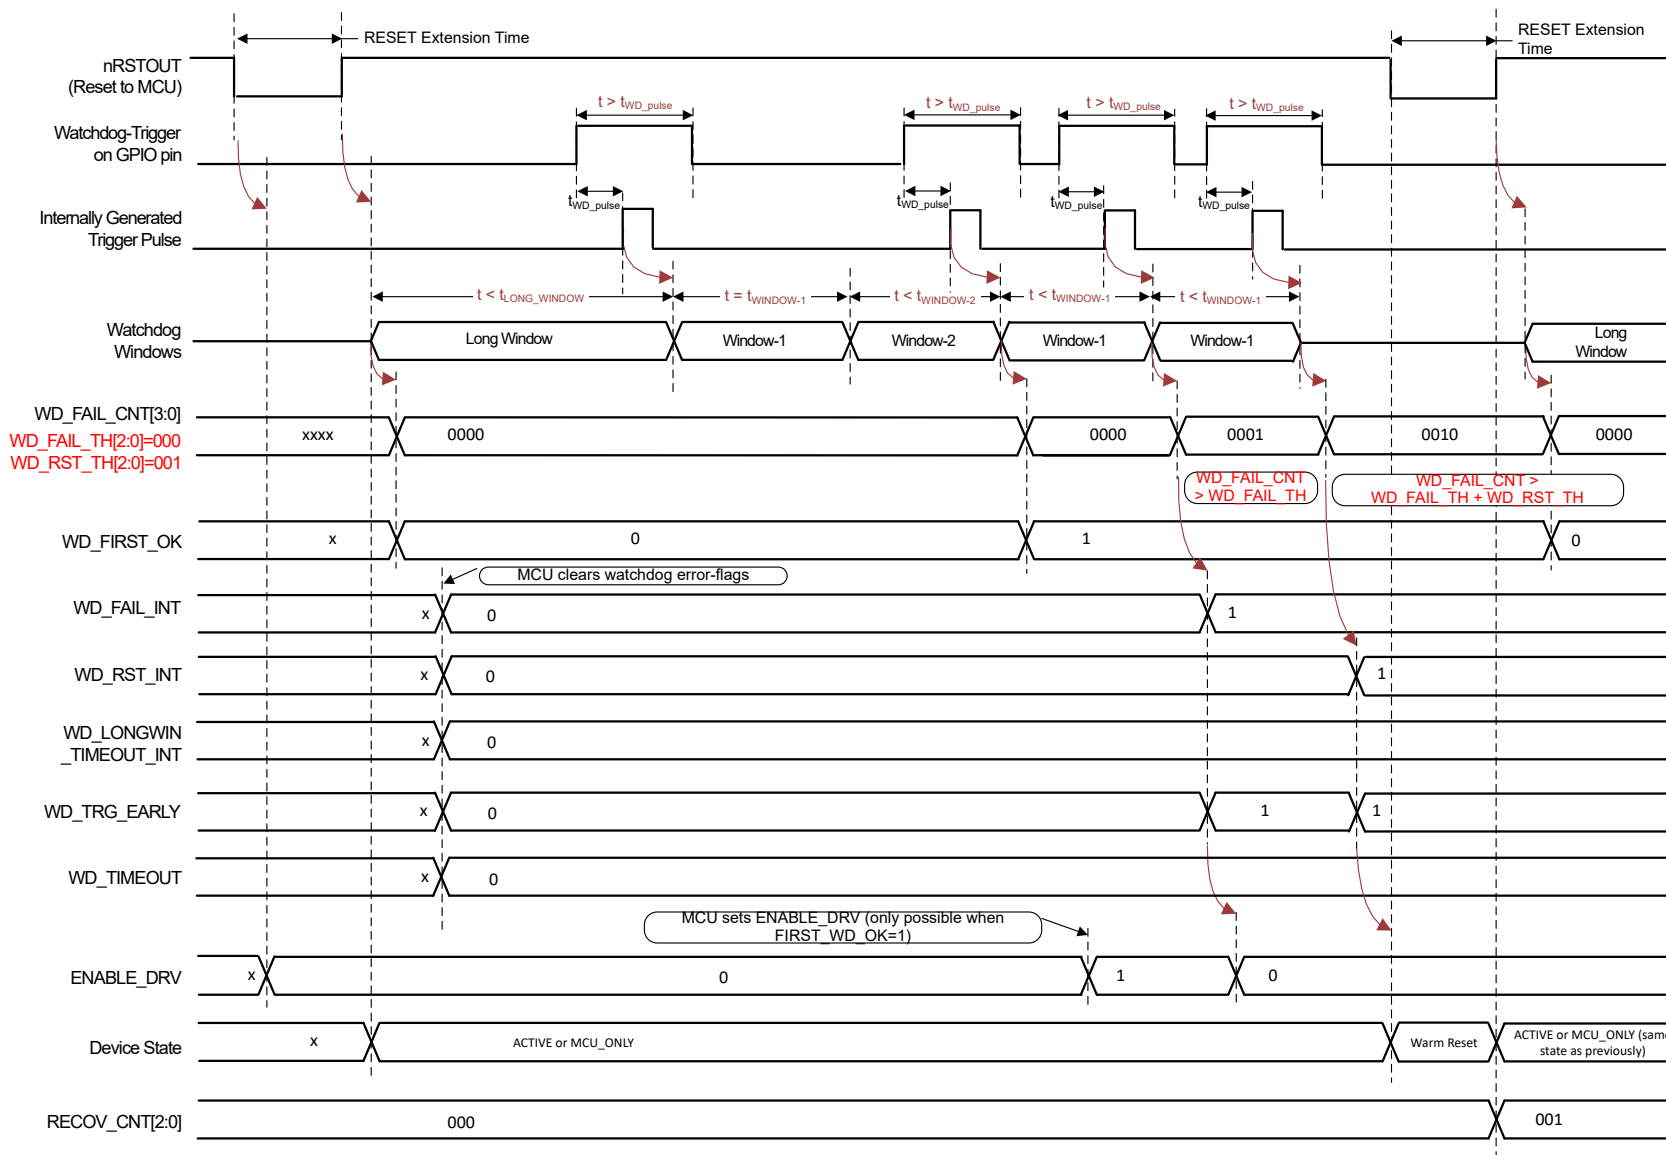 RESET Extension Time
RESET Extension
Time
nRSTOUT
(Reset to MCU)
t > tWD_pulse
t > tWD_pulse
t > tWD_pulse
t > tWD_pulse
Watchdog-Trigger
on GPIO pin
tWD_pulse
tWD_pulse
tWD_pulse
tWD_pulse
Internally Generated
Trigger Pulse
t < tLONG_WINDOW
t = tWINDOW-1
t < tWINDOW-2
t < tWINDOW-1
t < tWINDOW-1
Watchdog
Windows
Long Window
Window-1
Window-2
Window-1
Window-1
Long
Window
WD_FAIL_CNT[3:0]
WD_FAIL_TH[2:0]=000
WD_RST_TH[2:0]=001
xxxx
0000
0000
0001
0010
0000
WD_FAIL_CNT
> WD_FAIL_TH
WD_FAIL_CNT >
WD_FAIL_TH + WD_RST_TH
WD_FIRST_OK
x
0
1
0
MCU clears watchdog error-flags
WD_FAIL_INT
x
0
1
WD_RST_INT
x
0
1
WD_LONGWIN
_TIMEOUT_INT
x
0
WD_TRG_EARLY
x
0
1
1
WD_TIMEOUT
x
0
MCU sets ENABLE_DRV (only possible when
FIRST_WD_OK=1)
ENABLE_DRV
x
0
1
0
Device State
x
ACTIVE or MCU_ONLY
Warm Reset
ACTIVE or MCU_ONLY (same
state as previously)
RECOV_CNT[2:0]
000
001